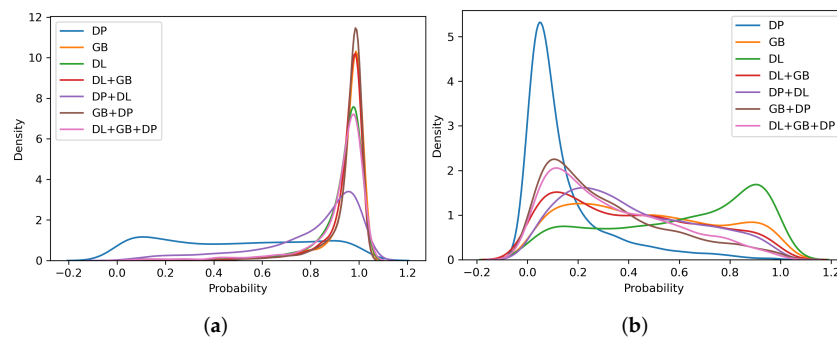 12
10
8
6
4
2
0
Density
DP
GB
DL
DL+GB
DP+DL
GB+DP
DL+GB+DP
−0.2 0.0 0.2 0.4 0.6 0.8 1.0 1.2
Probability
(a)
5
4
3
2
1
0
Density
DP
GB
DL
DL+GB
DP+DL
GB+DP
DL+GB+DP
−0.2 0.0 0.2 0.4 0.6 0.8 1.0 1.2
Probability
(b)